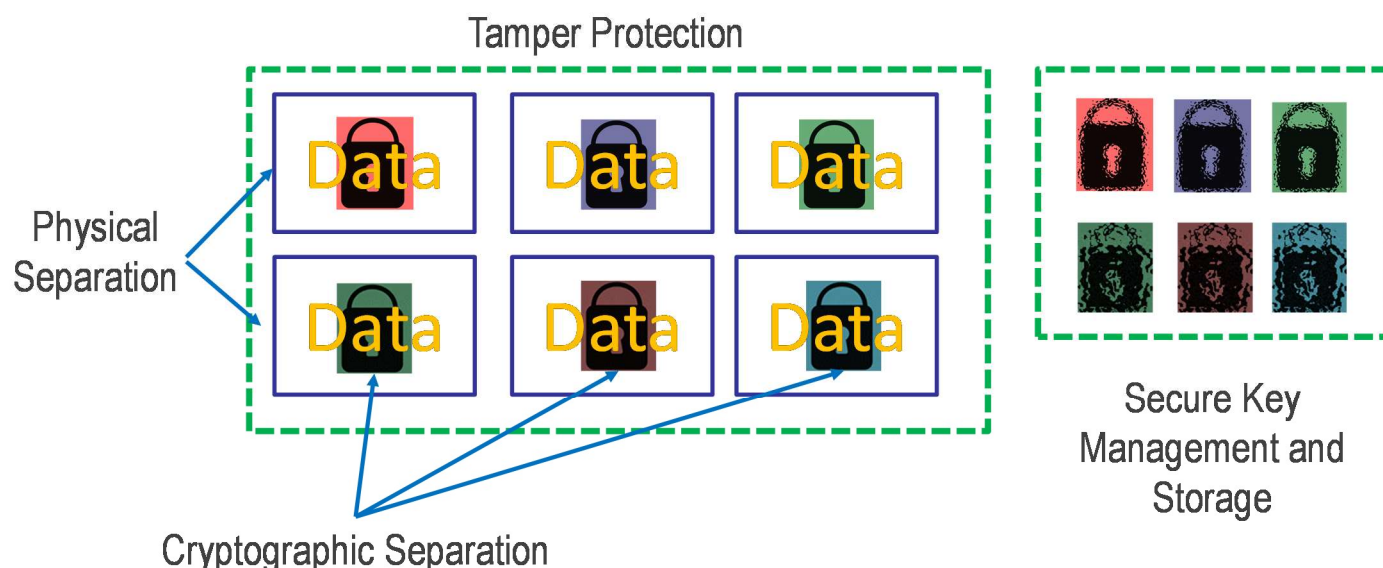 Tamper Protection
Data Data Data
Physical
Separation
Data Data Data
Secure Key
Management and
Storage
Cryptographic Separation